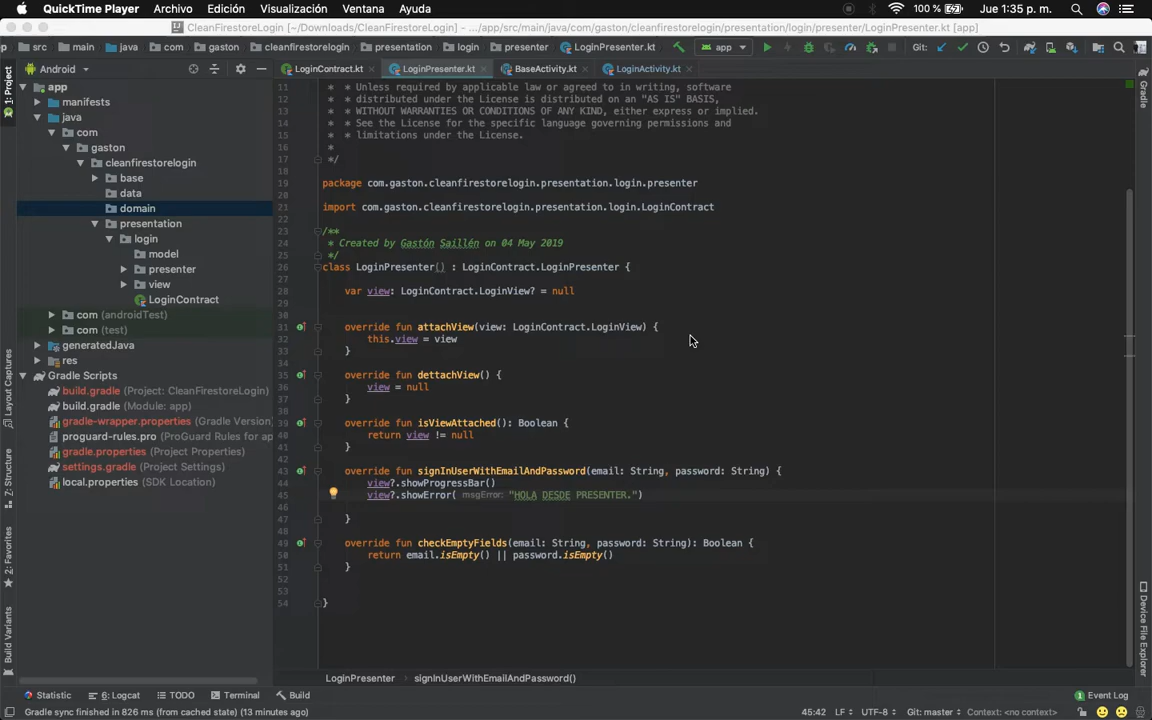 QuickTime Player Archivo Edición Visualización Ventana Ayuda 100 % Jue 1:35 p. m.
CleanFirestoreLogin [~/Downloads/CleanFirestoreLogin] - .../app/src/main/java/com/gaston/cleanfirestorelogin/presentation/login/presenter/LoginPresenter.kt [app]
src main java com gaston cleanfirestorelogin presentation login presenter LoginPresenter.kt app Git:
Android LoginContract.kt LoginPresenter.kt BaseActivity.kt LoginActivity.kt
1: Project
Layout Captures
7: Structure
2: Favorites
Build Variants
app
manifests
java
com
gaston
cleanfirestorelogin
base
data
domain
presentation
login
model
presenter
view
LoginContract
com (androidTest)
com (test)
generatedJava
res
Gradle Scripts
build.gradle (Project: CleanFirestoreLogin)
build.gradle (Module: app)
gradle-wrapper.properties (Gradle Version)
proguard-rules.pro (ProGuard Rules for ap
gradle.properties (Project Properties)
settings.gradle (Project Settings)
local.properties (SDK Location)
11 * * Unless required by applicable law or agreed to in writing, software
12 * * distributed under the License is distributed on an "AS IS" BASIS,
13 * * WITHOUT WARRANTIES OR CONDITIONS OF ANY KIND, either express or implied.
14 * * See the License for the specific language governing permissions and
15 * * limitations under the License.
16 *
17 */
18
19 package com.gaston.cleanfirestorelogin.presentation.login.presenter
20
21 import com.gaston.cleanfirestorelogin.presentation.login.LoginContract
22
23 /**
24 * Created by Gastón Saillén on 04 May 2019
25 */
26 class LoginPresenter() : LoginContract.LoginPresenter {
27
28 var view: LoginContract.LoginView? = null
29
30
31 override fun attachView(view: LoginContract.LoginView) {
32 this.view = view
33 }
34
35 override fun dettachView() {
36 view = null
37 }
38
39 override fun isViewAttached(): Boolean {
40 return view != null
41 }
42
43 override fun signInUserWithEmailAndPassword(email: String, password: String) {
44 view?.showProgressBar()
45 view?.showError( msgError: "HOLA DESDE PRESENTER.")
46
47 }
48
49 override fun checkEmptyFields(email: String, password: String): Boolean {
50 return email.isEmpty() || password.isEmpty()
51 }
52
53
54 }
Gradle
Device File Explorer
LoginPresenter signInUserWithEmailAndPassword()
Statistic 6: Logcat TODO Terminal Build Event Log
Gradle sync finished in 826 ms (from cached state) (13 minutes ago) 45:42 LF UTF-8 Git: master Context: <no context>